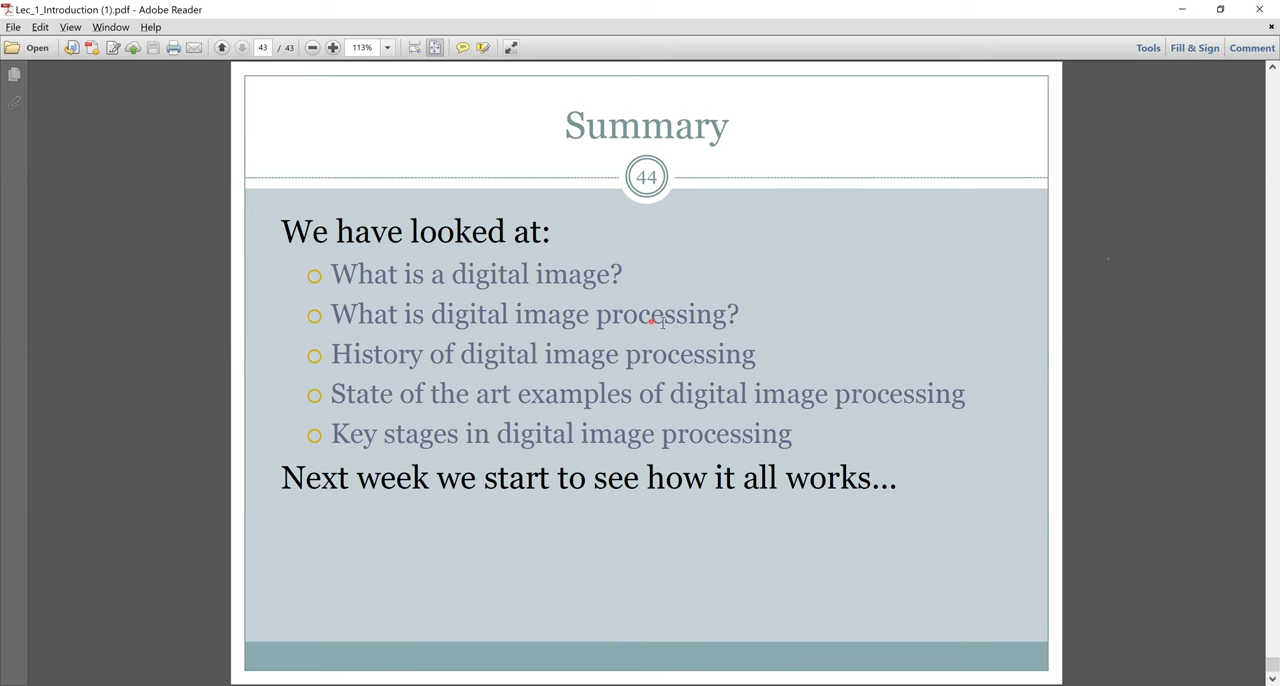 Lec_1_Introduction (1).pdf - Adobe Reader
File Edit View Window Help
Open 43 / 43 113% Tools Fill & Sign Comment
Summary
44
We have looked at:
What is a digital image?
What is digital image processing?
History of digital image processing
State of the art examples of digital image processing
Key stages in digital image processing
Next week we start to see how it all works…